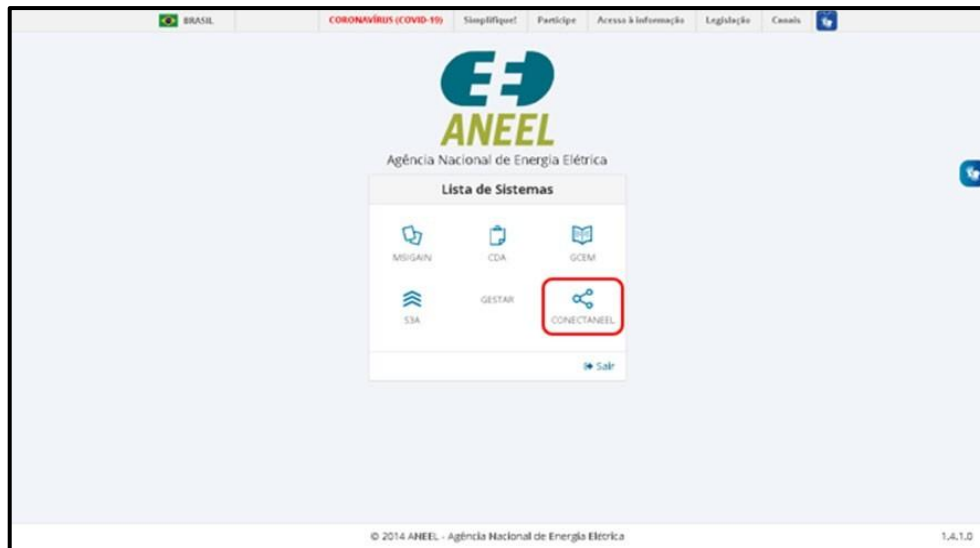 BRASIL CORONAVÍRUS (COVID-19) Simplifique! Participe Acesso à informação Legislação Canais
ANEEL
Agência Nacional de Energia Elétrica
Lista de Sistemas
MSIGAIN CDA GCEM
S3A GESTAR CONECTANEEL
Sair
© 2014 ANEEL - Agência Nacional de Energia Elétrica 1.4.1.0